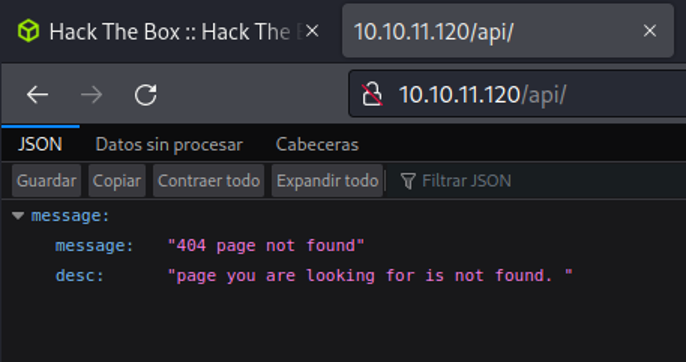 Hack The Box :: Hack The
10.10.11.120/api/
10.10.11.120/api/
JSON Datos sin procesar Cabeceras
Guardar Copiar Contraer todo Expandir todo Filtrar JSON
message:
message: "404 page not found"
desc: "page you are looking for is not found. "